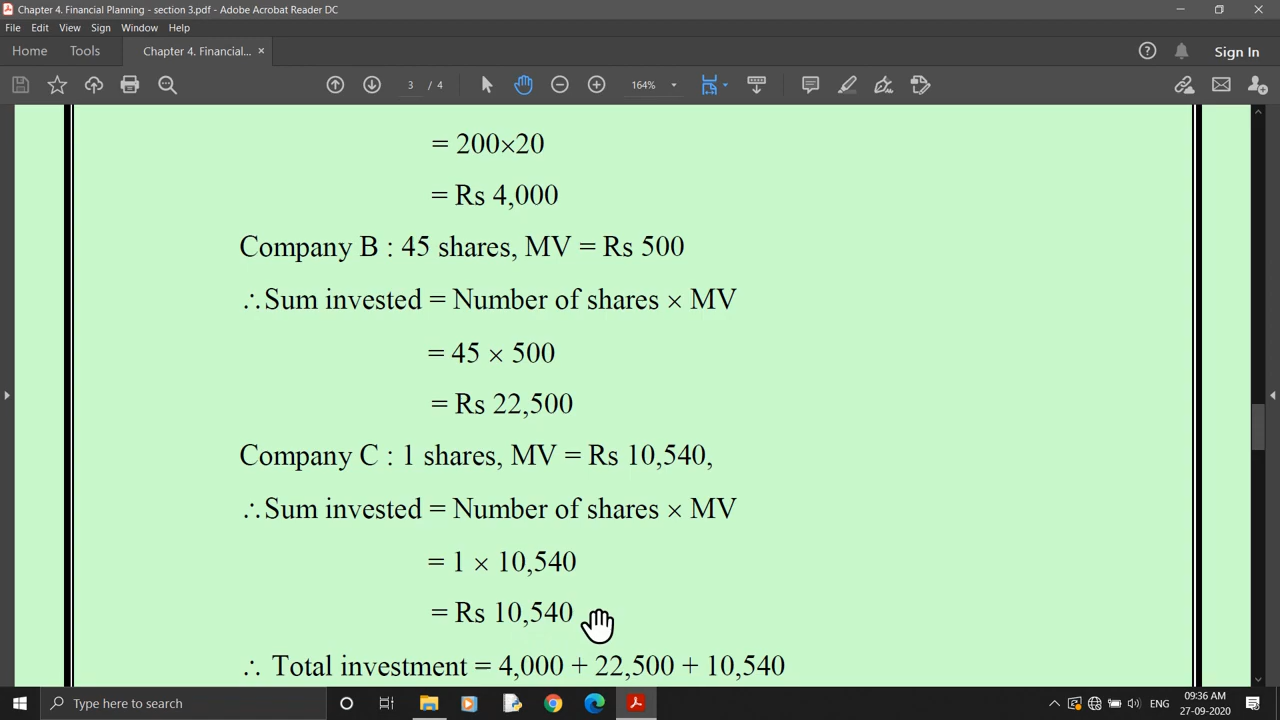 Chapter 4. Financial Planning - section 3.pdf - Adobe Acrobat Reader DC
File Edit View Sign Window Help
Home Tools Chapter 4. Financial... × Sign In
3 / 4 164%
= 200×20
= Rs 4,000
Company B : 45 shares, MV = Rs 500
∴Sum invested = Number of shares × MV
= 45 × 500
= Rs 22,500
Company C : 1 shares, MV = Rs 10,540,
∴Sum invested = Number of shares × MV
= 1 × 10,540
= Rs 10,540
∴ Total investment = 4,000 + 22,500 + 10,540
Type here to search
ENG
09:36 AM
27-09-2020